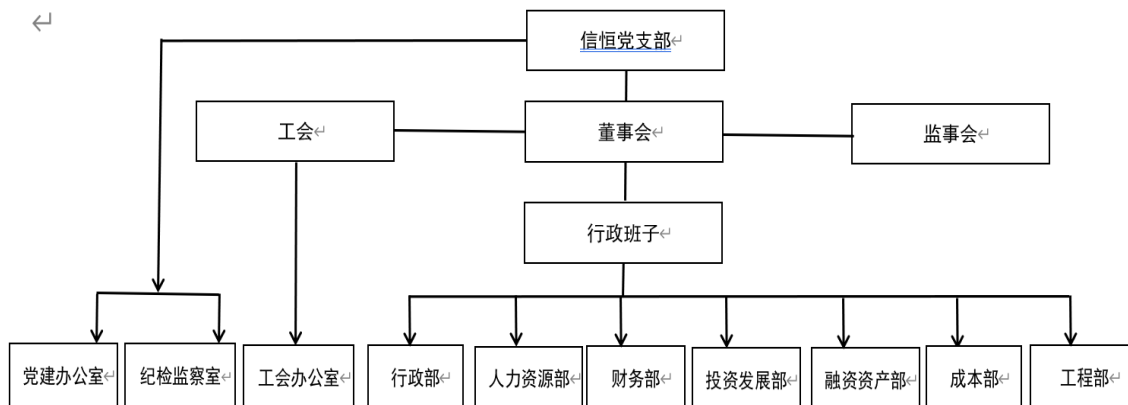 信恒党支部
工会
董事会
监事会
行政班子
党建办公室
纪检监察室
工会办公室
行政部
人力资源部
财务部
投资发展部
融资资产部
成本部
工程部